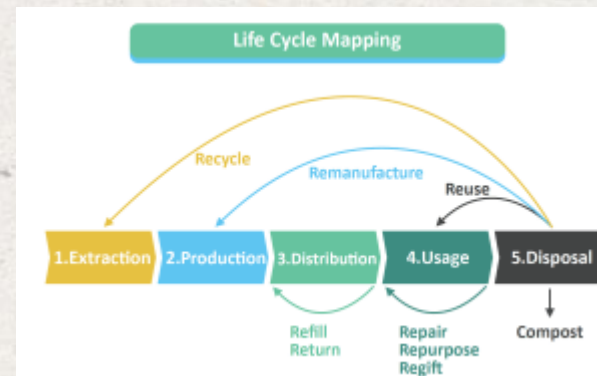 Life Cycle Mapping
Recycle
Remanufacture
Reuse
1.Extraction
2.Production
3.Distribution
4.Usage
5.Disposal
Refill
Return
Repair
Repurpose
Regift
Compost